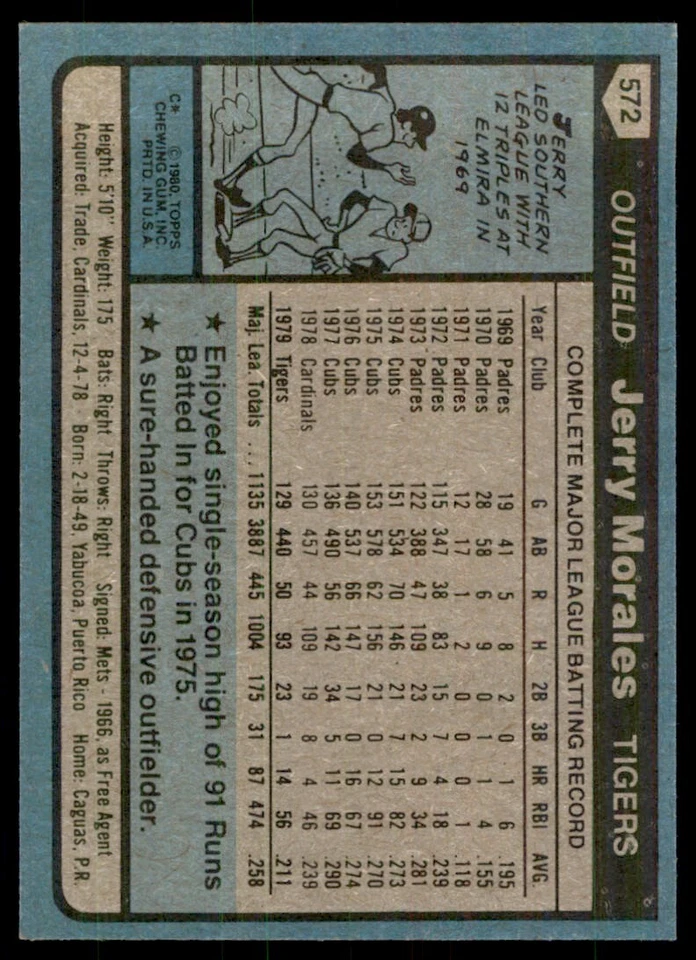 572 OUTFIELD Jerry Morales TIGERS
JERRY
LED SOUTHERN
LEAGUE WITH
12 TRIPLES AT
ELMIRA IN
1969
C* © 1980, TOPPS
CHEWING GUM, INC.
PRTD. IN U.S.A.
COMPLETE MAJOR LEAGUE BATTING RECORD
Year Club G AB R H 2B 3B HR RBI AVG.
1969 Padres 19 41 5 8 2 0 1 6 .195
1970 Padres 28 58 6 9 0 1 1 4 .155
1971 Padres 12 17 1 2 0 0 0 1 .118
1972 Padres 115 347 38 83 15 7 4 18 .239
1973 Padres 122 388 47 109 23 2 9 34 .281
1974 Cubs 151 534 70 146 21 7 15 82 .273
1975 Cubs 153 578 62 156 21 0 12 91 .270
1976 Cubs 140 537 66 147 17 0 16 67 .274
1977 Cubs 136 490 56 142 34 5 11 69 .290
1978 Cardinals 130 457 44 109 19 8 4 46 .239
1979 Tigers 129 440 50 93 23 1 14 56 .211
Maj. Lea. Totals ... 1135 3887 445 1004 175 31 87 474 .258
★ Enjoyed single-season high of 91 Runs
Batted In for Cubs in 1975.
★ A sure-handed defensive outfielder.
Height: 5'10" Weight: 175 Bats: Right Throws: Right Signed: Mets - 1966, as Free Agent
Acquired: Trade, Cardinals, 12-4-78 Born: 2-18-49, Yabucoa, Puerto Rico Home: Caguas, P.R.